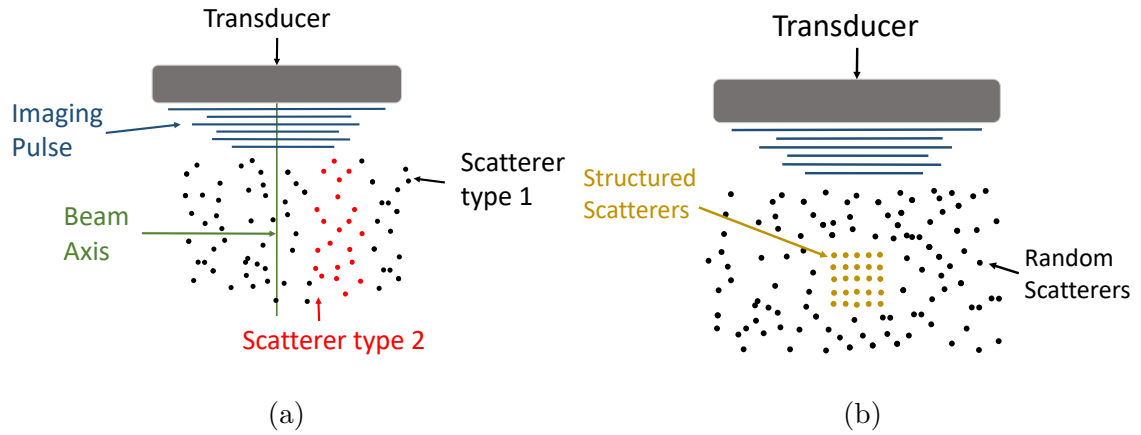 Transducer
Imaging
Pulse
Scatterer
type 1
Beam
Axis
Scatterer type 2
(a)
Transducer
Structured
Scatterers
Random
Scatterers
(b)